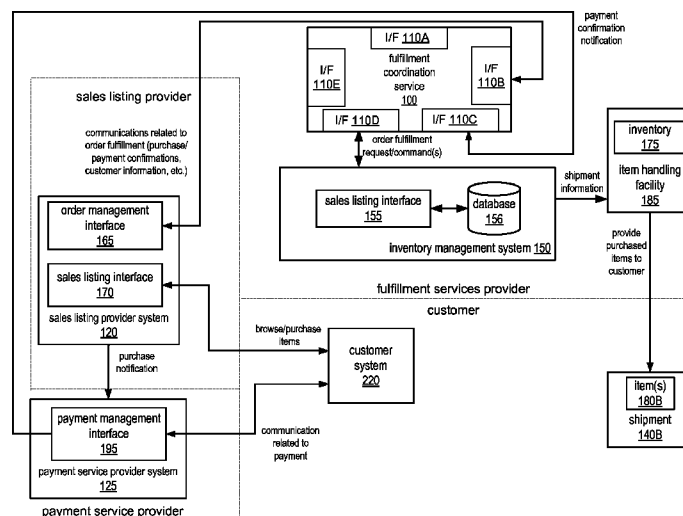 payment
confirmation
notification
I/F 110A
fulfillment
coordination
service
100
I/F
110E
I/F
110B
I/F 110D
I/F 110C
order fulfillment
request/command(s)
sales listing provider
communications related
to order fulfillment (purchase/
payment confirmations,
customer information, etc.)
order management
interface
165
sales listing interface
170
sales listing provider system
120
purchase
notification
payment management
interface
195
payment service provider system
125
payment service provider
sales listing interface
155
database
156
inventory management system 150
fulfillment services provider
customer
shipment
information
inventory
175
item handling
facility
185
provide
purchased
items to
customer
browse/purchase
items
customer
system
220
communication
related to
payment
item(s)
180B
shipment
140B